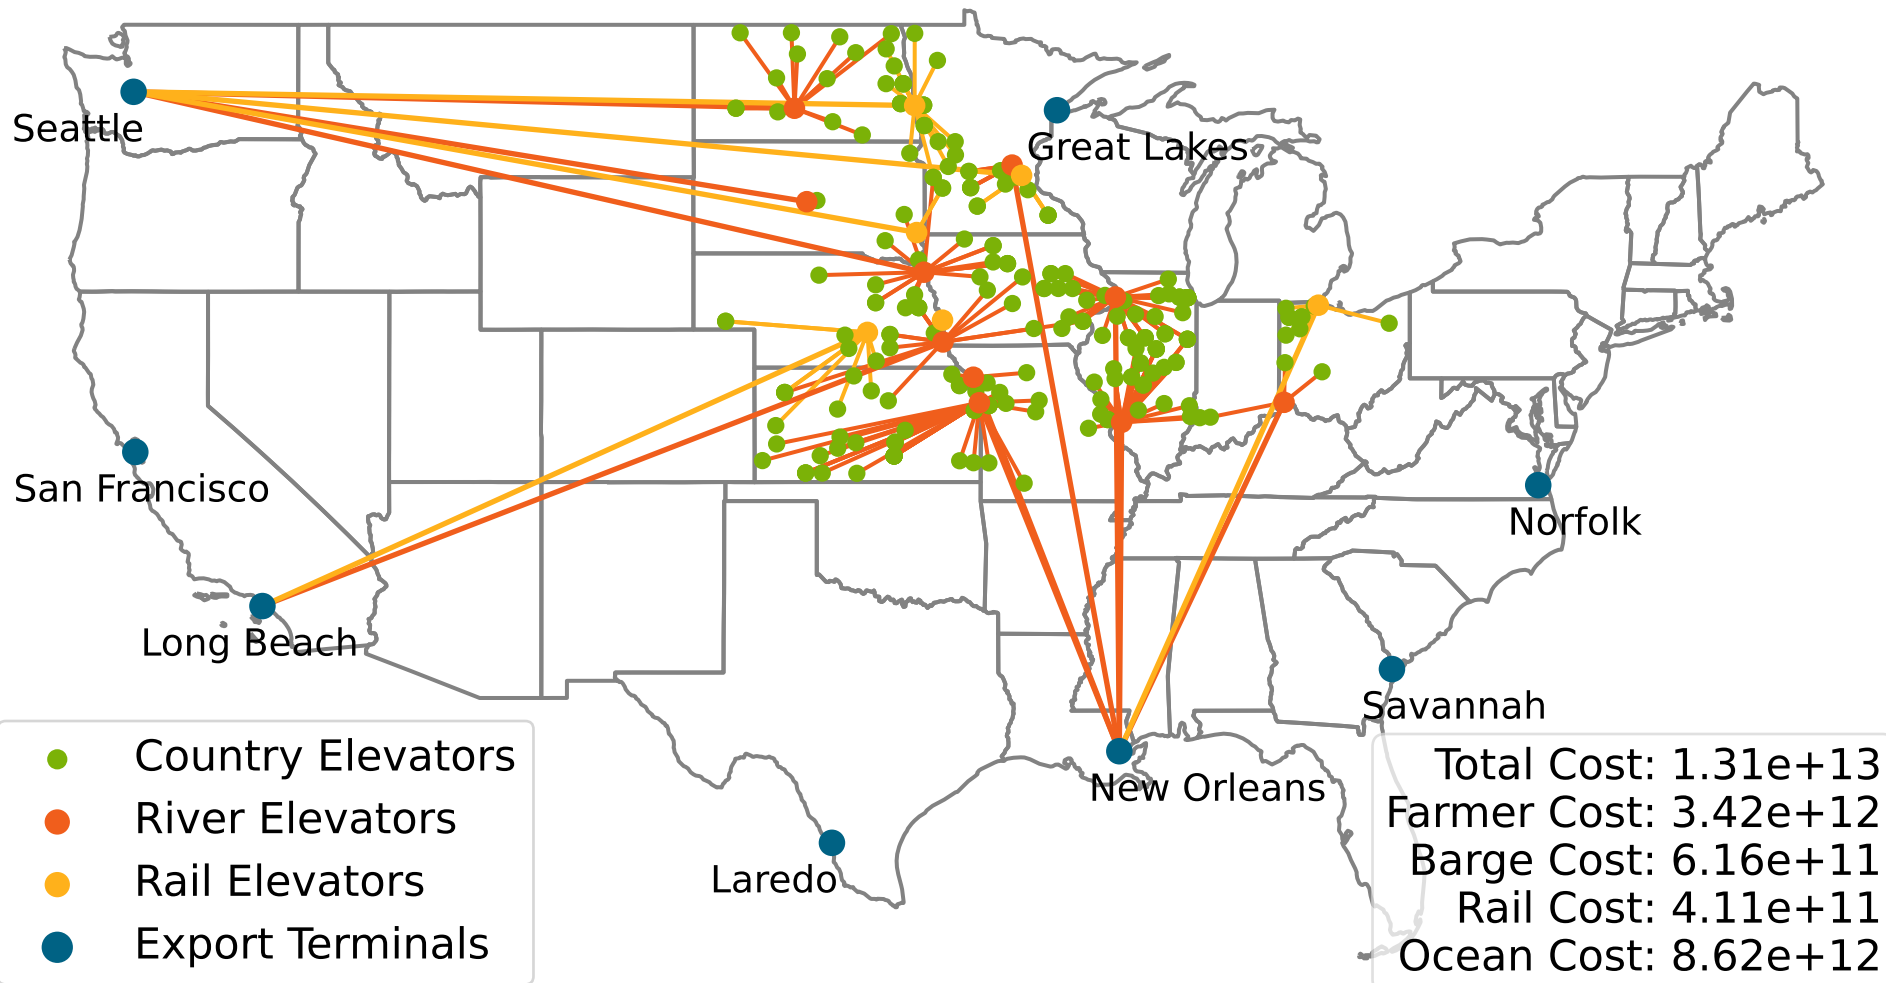 Seattle
Great Lakes
San Francisco
Norfolk
Long Beach
Savannah
New Orleans
Laredo
Country Elevators
River Elevators
Rail Elevators
Export Terminals
Total Cost: 1.31e+13
Farmer Cost: 3.42e+12
Barge Cost: 6.16e+11
Rail Cost: 4.11e+11
Ocean Cost: 8.62e+12